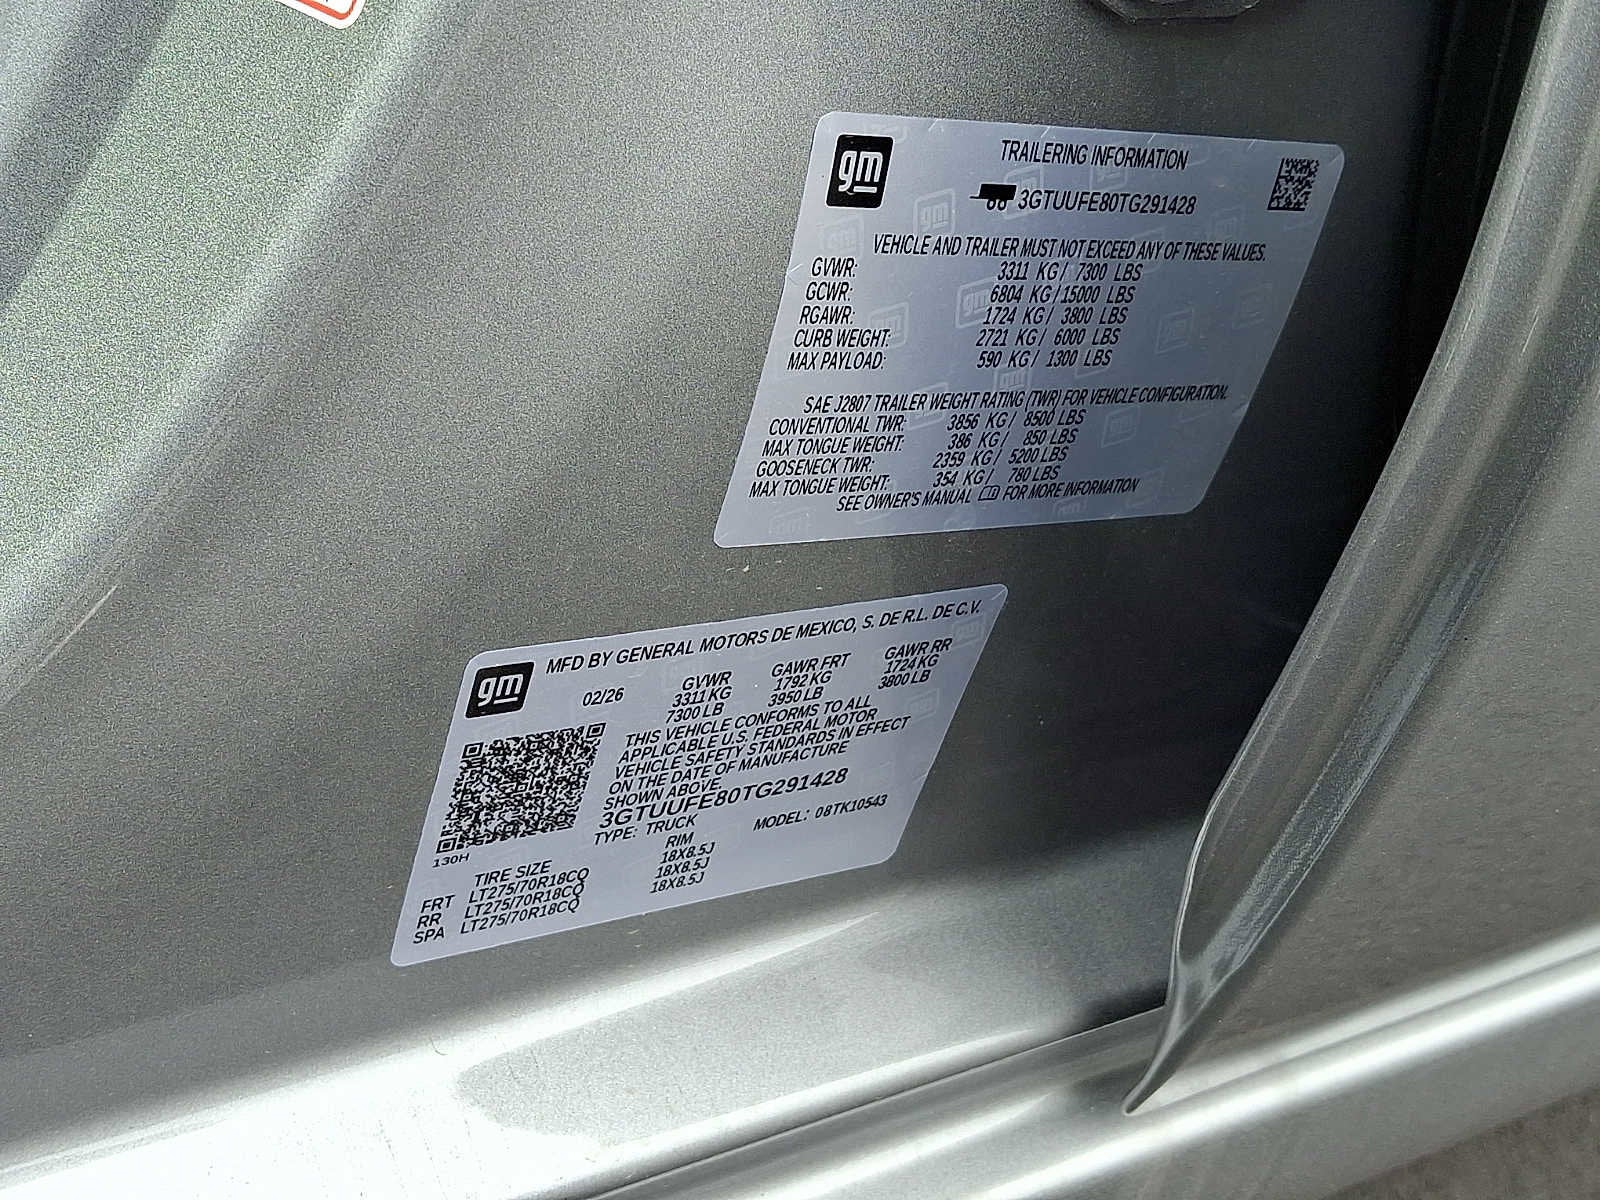 gm
TRAILERING INFORMATION
3GTUUFE80TG291428
VEHICLE AND TRAILER MUST NOT EXCEED ANY OF THESE VALUES.
GVWR: 3311 KG / 7300 LBS
GCWR: 6804 KG / 15000 LBS
RGAWR: 1724 KG / 3800 LBS
CURB WEIGHT: 2721 KG / 6000 LBS
MAX PAYLOAD: 590 KG / 1300 LBS
SAE J2807 TRAILER WEIGHT RATING (TWR) FOR VEHICLE CONFIGURATION.
CONVENTIONAL TWR: 3856 KG / 8500 LBS
MAX TONGUE WEIGHT: 386 KG / 850 LBS
GOOSENECK TWR: 2359 KG / 5200 LBS
MAX TONGUE WEIGHT: 354 KG / 780 LBS
SEE OWNER'S MANUAL FOR MORE INFORMATION
gm
MFD BY GENERAL MOTORS DE MEXICO, S. DE R.L. DE C.V.
02/26 GVWR GAWR FRT GAWR RR
3311 KG 1792 KG 1724 KG
7300 LB 3950 LB 3800 LB
THIS VEHICLE CONFORMS TO ALL
APPLICABLE U.S. FEDERAL MOTOR
VEHICLE SAFETY STANDARDS IN EFFECT
ON THE DATE OF MANUFACTURE
SHOWN ABOVE.
3GTUUFE80TG291428
TYPE: TRUCK MODEL: 08TK10543
130H
TIRE SIZE RIM
FRT LT275/70R18CQ 18X8.5J
RR LT275/70R18CQ 18X8.5J
SPA LT275/70R18CQ 18X8.5J